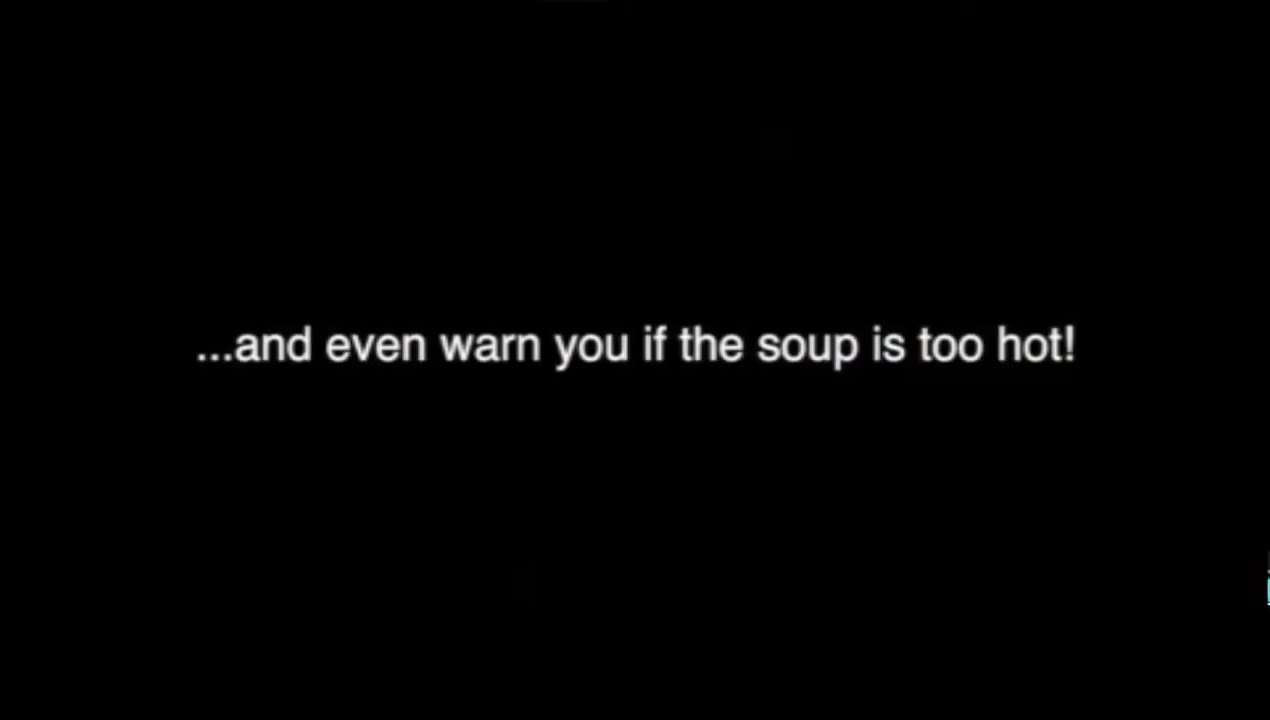 ...and even warn you if the soup is too hot!